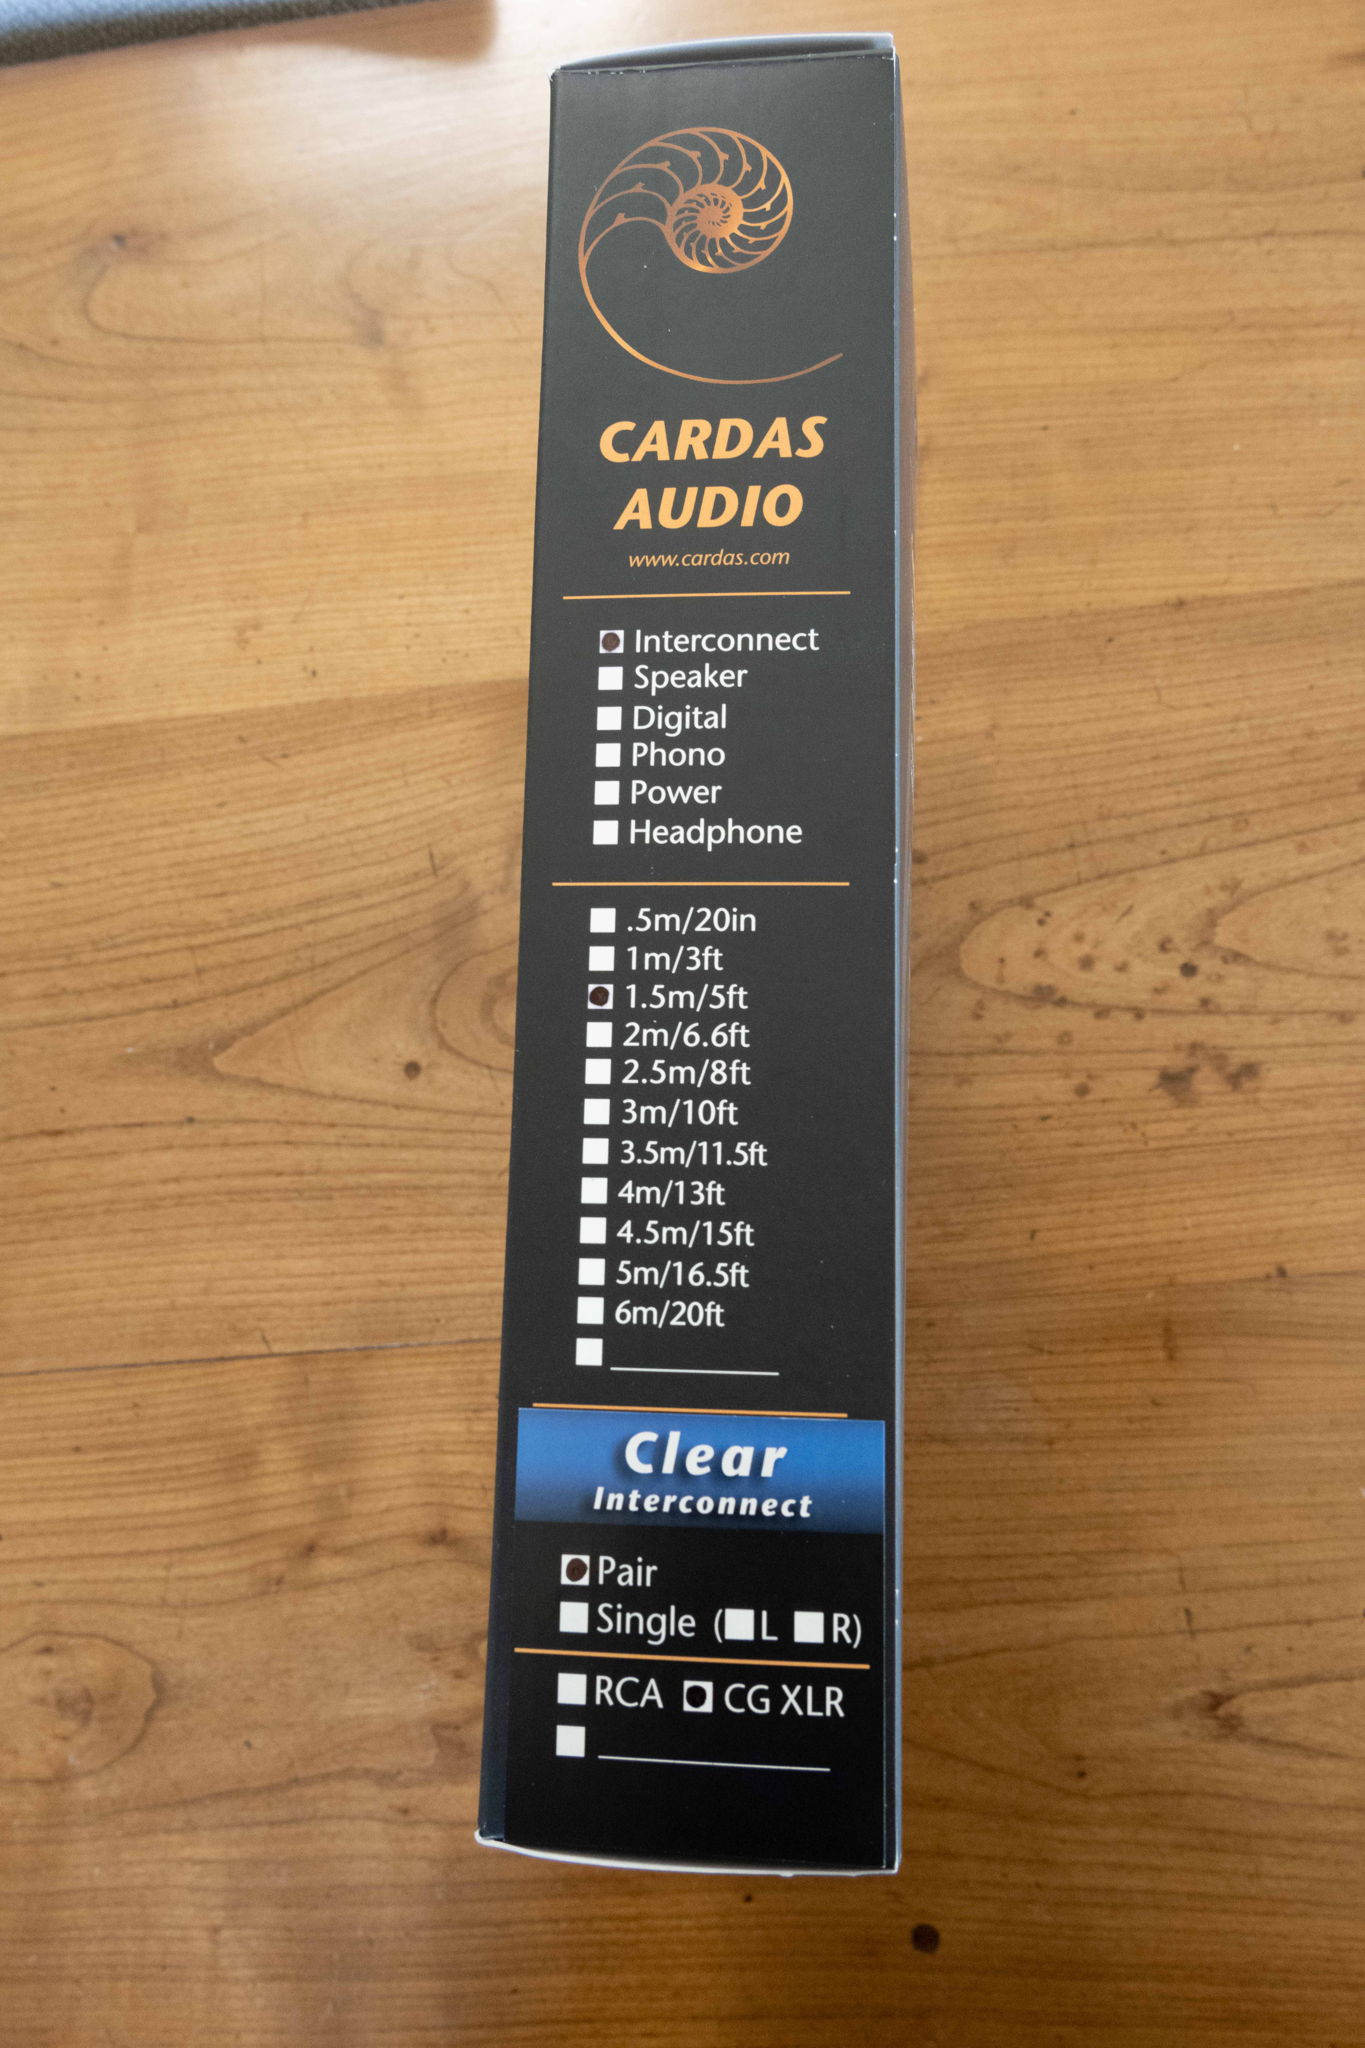 CARDAS
AUDIO
www.cardas.com
Interconnect
Speaker
Digital
Phono
Power
Headphone
.5m/20in
1m/3ft
1.5m/5ft
2m/6.6ft
2.5m/8ft
3m/10ft
3.5m/11.5ft
4m/13ft
4.5m/15ft
5m/16.5ft
6m/20ft
Clear
Interconnect
Pair
Single (L R)
RCA CG XLR